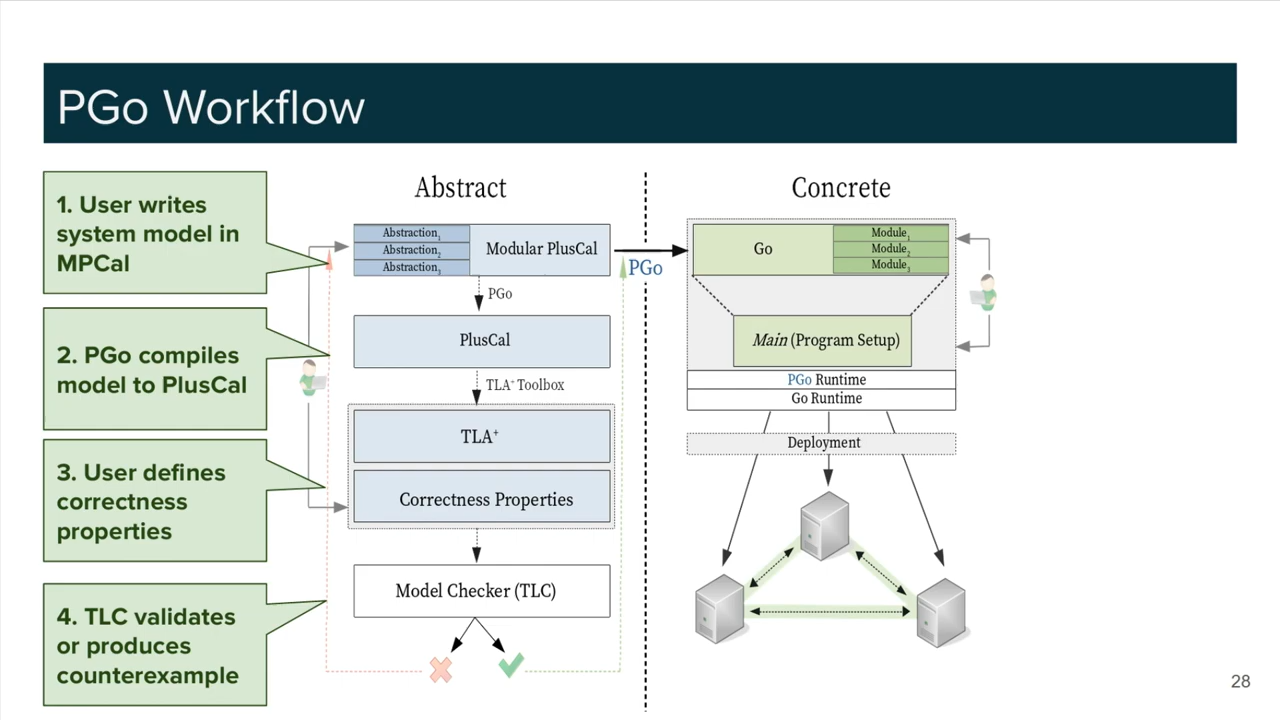 PGo Workflow
1. User writes
system model in
MPCal
2. PGo compiles
model to PlusCal
3. User defines
correctness
properties
4. TLC validates
or produces
counterexample
Abstract
Abstraction₁
Abstraction₂
Abstraction₃
Modular PlusCal
PGo
PlusCal
TLA⁺ Toolbox
TLA⁺
Correctness Properties
Model Checker (TLC)
PGo
Concrete
Go
Module₁
Module₂
Module₃
Main (Program Setup)
PGo Runtime
Go Runtime
Deployment
28